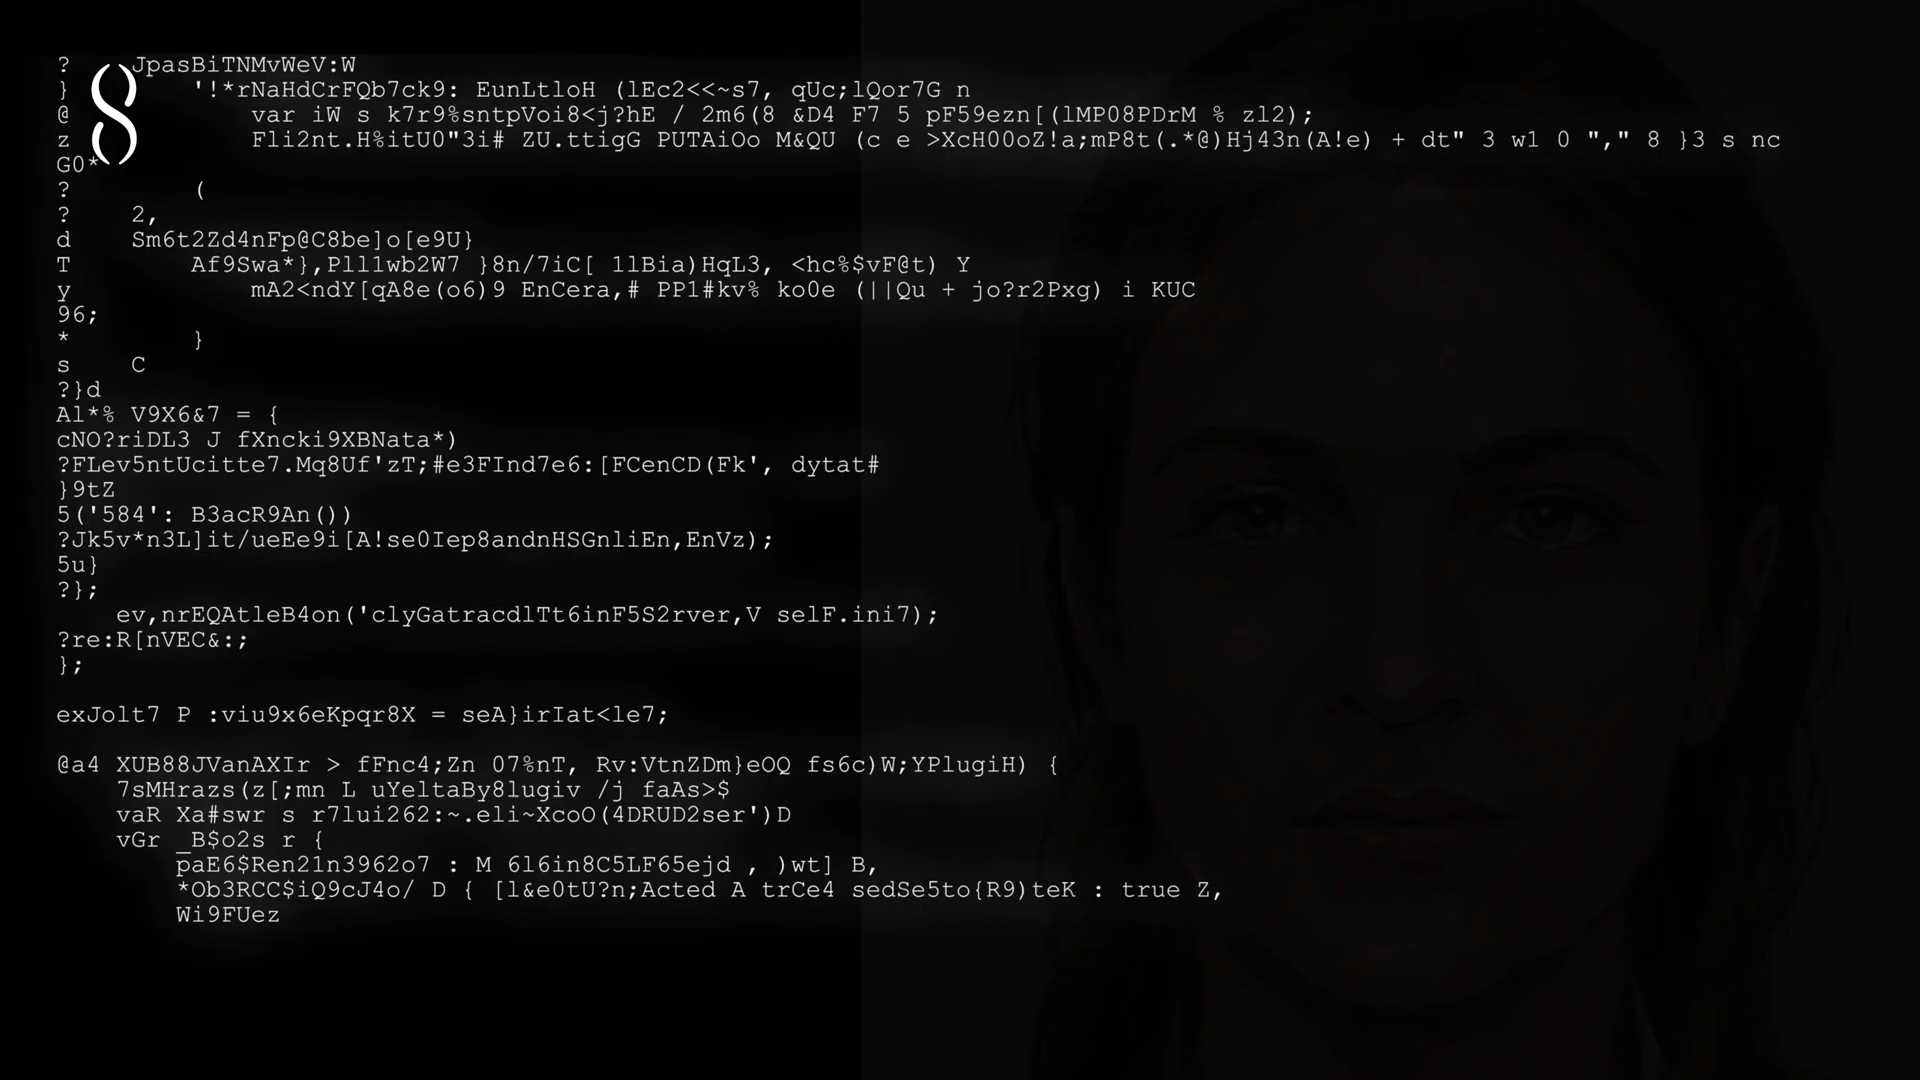 ?    JpasBiTNMvWeV:W
}        '!*rNaHdCrFQb7ck9: EunLtloH (lEc2<<~s7, qUc;lQor7G n
@            var iW s k7r9%sntpVoi8<j?hE / 2m6(8 &D4 F7 5 pF59ezn[(lMP08PDrM % zl2);
z            Fli2nt.H%itU0"3i# ZU.ttigG PUTAiOo M&QU (c e >XcH00oZ!a;mP8t(.*@)Hj43n(A!e) + dt" 3 w1 0 "," 8 }3 s nc
G0*
?        (
?    2,
d    Sm6t2Zd4nFp@C8be]o[e9U}
T        Af9Swa*},Pll1wb2W7 }8n/7iC[ 1lBia)HqL3, <hc%$vF@t) Y
y            mA2<ndY[qA8e(o6)9 EnCera,# PP1#kv% ko0e (||Qu + jo?r2Pxg) i KUC
96;
*        }
s    C
?}d
Al*% V9X6&7 = {
cNO?riDL3 J fXncki9XBNata*)
?FLev5ntUcitte7.Mq8Uf'zT;#e3FInd7e6:[FCenCD(Fk', dytat#
}9tZ
5('584': B3acR9An())
?Jk5v*n3L]it/ueEe9i[A!se0Iep8andnHSGnliEn,EnVz);
5u}
?};
    ev,nrEQAtleB4on('clyGatracdlTt6inF5S2rver,V selF.ini7);
?re:R[nVEC&:;
};
exJolt7 P :viu9x6eKpqr8X = seA}irIat<le7;
@a4 XUB88JVanAXIr > fFnc4;Zn 07%nT, Rv:VtnZDm}eOQ fs6c)W;YPlugiH) {
    7sMHrazs(z[;mn L uYeltaBy8lugiv /j faAs>$
    vaR Xa#swr s r7lui262:~.eli~XcoO(4DRUD2ser')D
    vGr _B$o2s r {
        paE6$Ren21n3962o7 : M 6l6in8C5LF65ejd , )wt] B,
        *Ob3RCC$iQ9cJ4o/ D { [l&e0tU?n;Acted A trCe4 sedSe5to{R9)teK : true Z,
        Wi9FUez